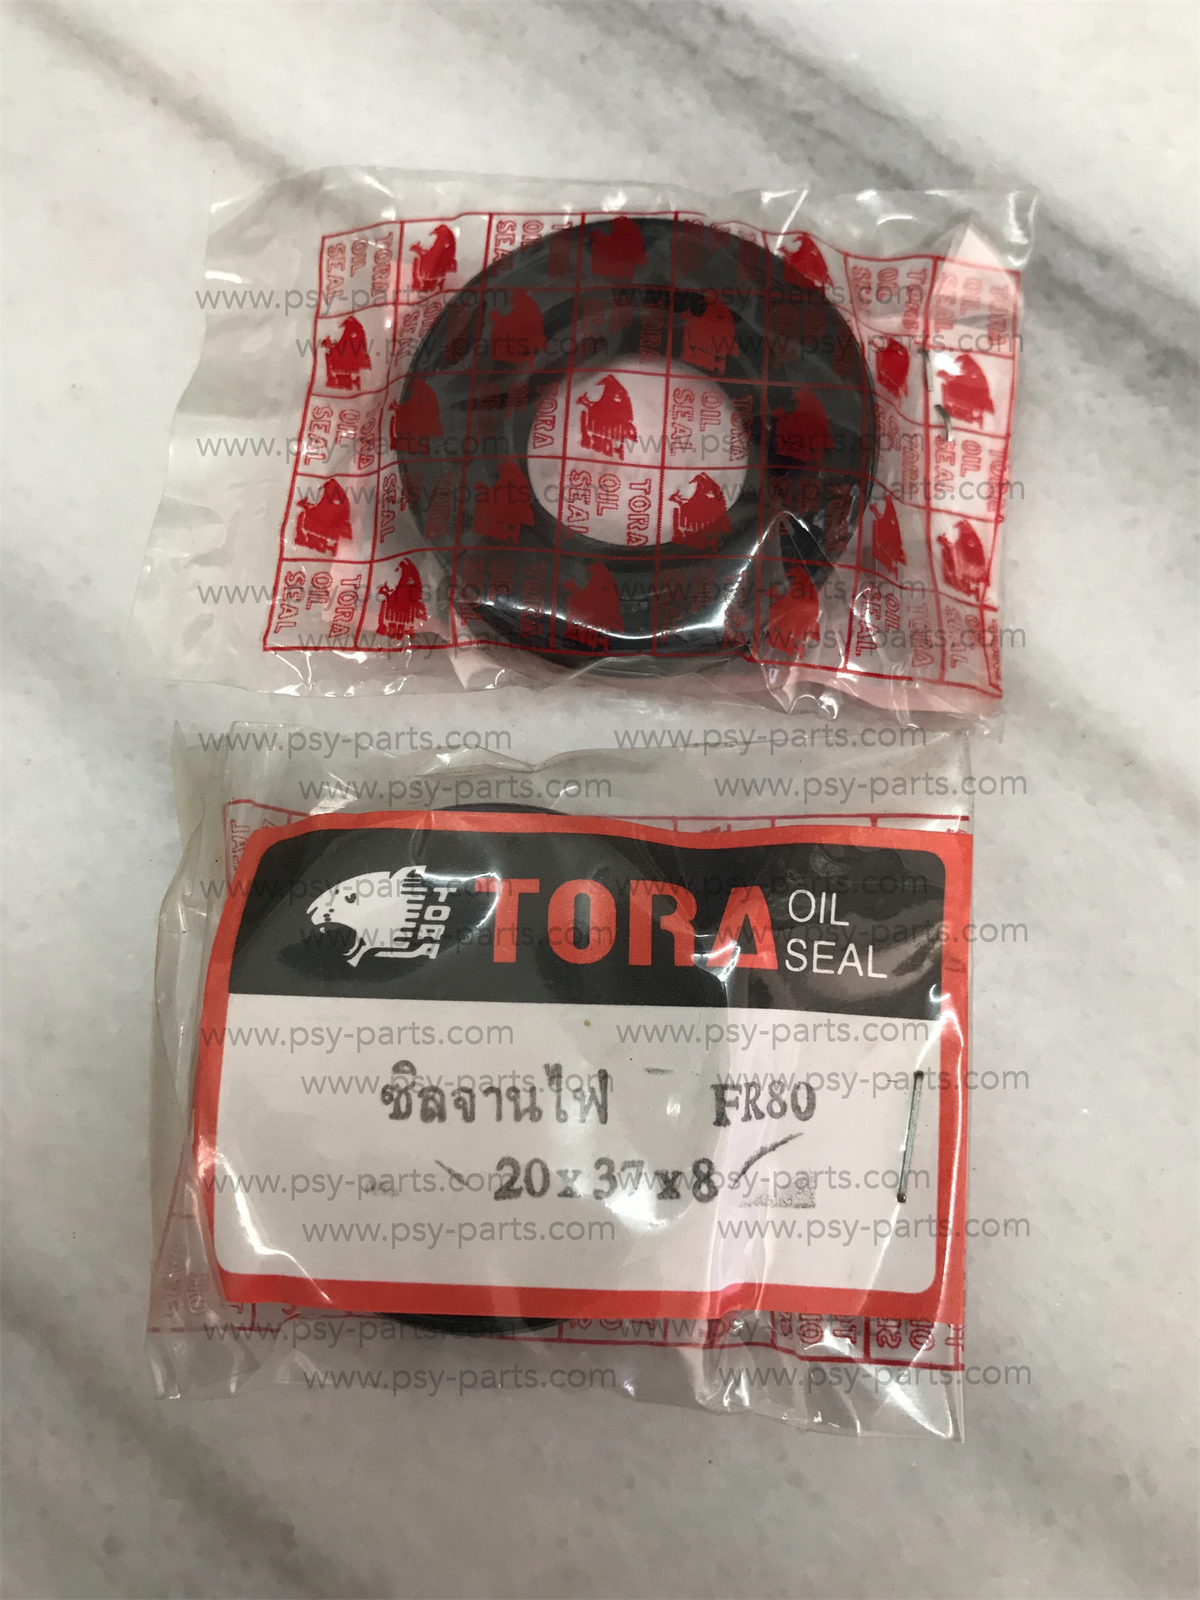 TORA
TORA OIL
SEAL
ซิลจานไฟ FR80
20x37x8
TORA
OIL
SEAL
www.psy-parts.com